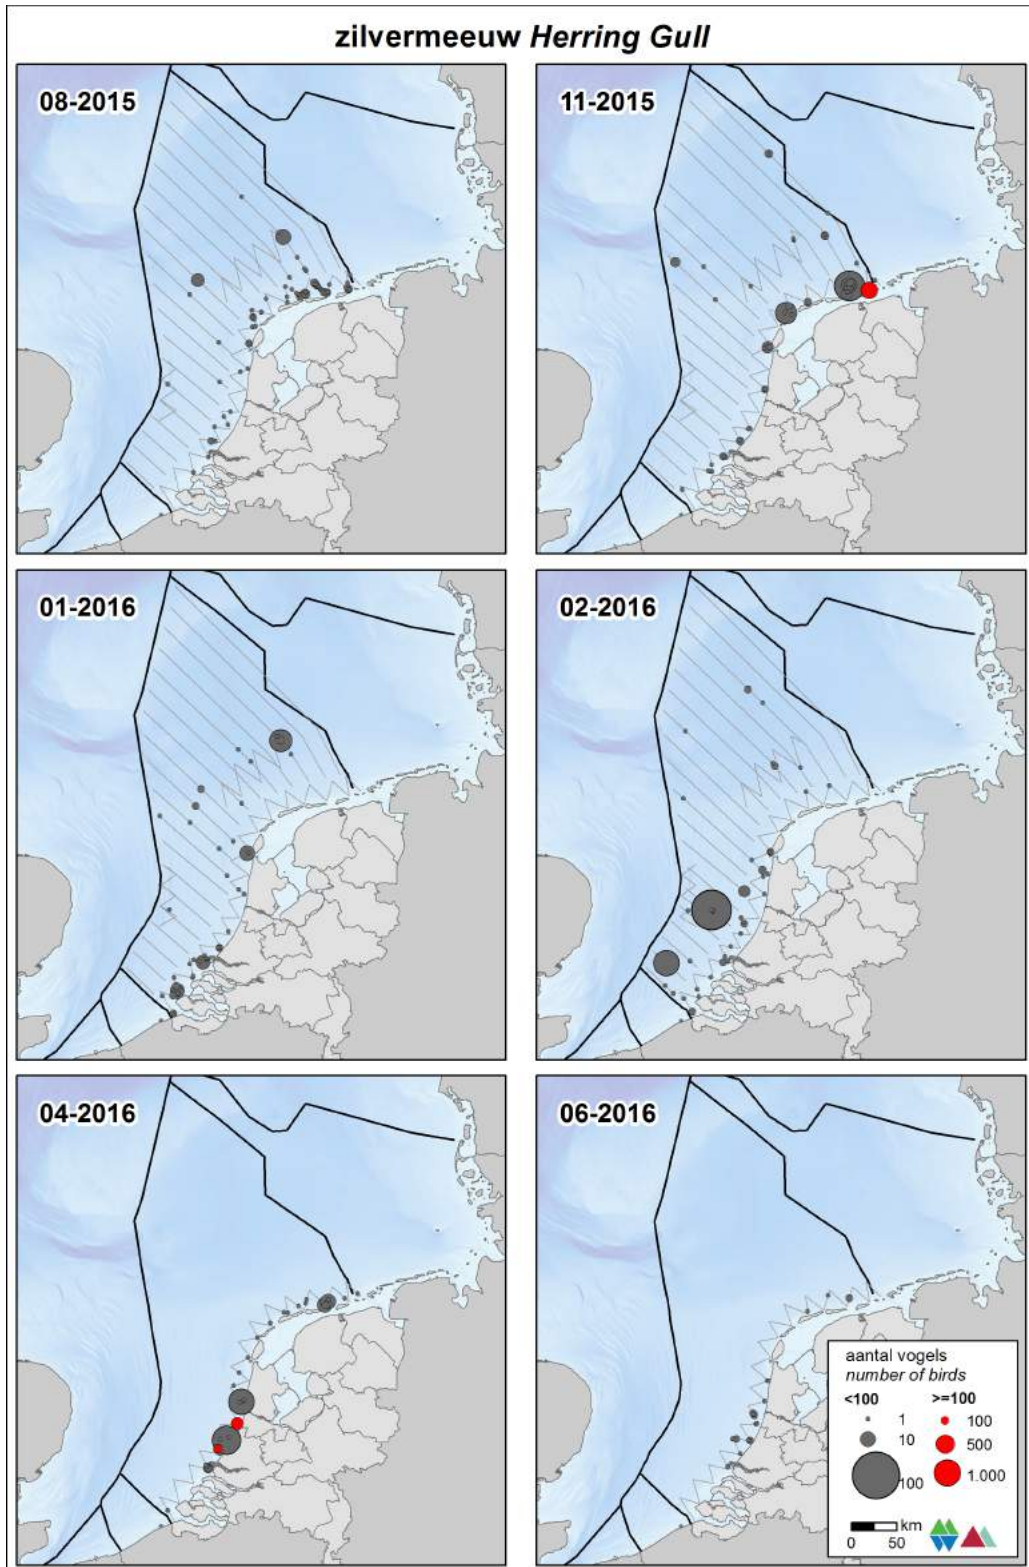 zilvermeeuw Herring Gull
08-2015
11-2015
01-2016
02-2016
04-2016
06-2016
aantal vogels
number of birds
<100 >=100
1 100
10 500
100 1.000
km
0 50